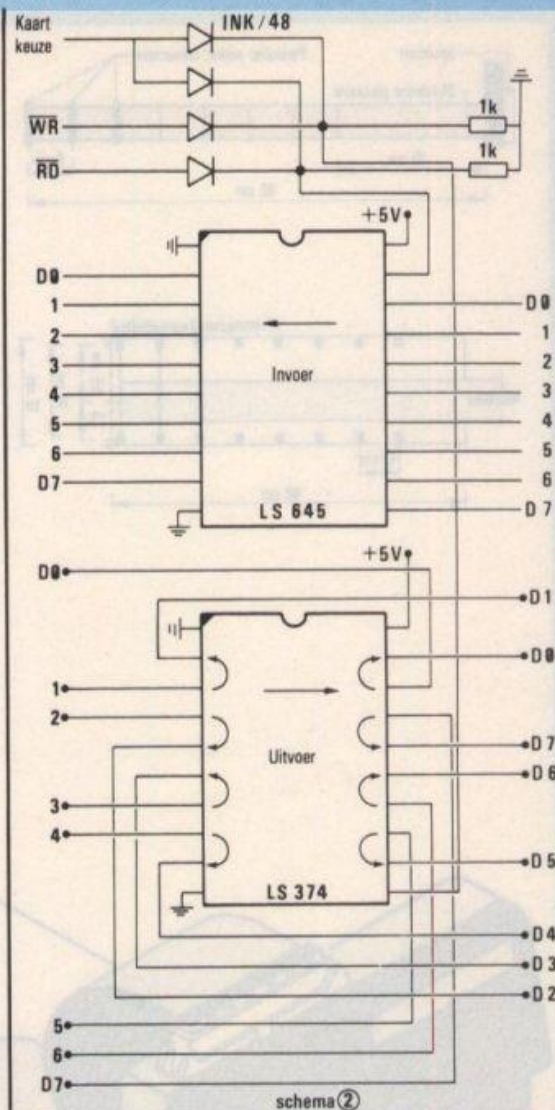 Kaart
keuze
INK/48
WR
RD
1k
1k
+5V
D0
1
2
3
4
5
6
D7
Invoer
LS 645
D0
1
2
3
4
5
6
D7
D0
1
2
3
4
5
6
D7
+5V
Uitvoer
LS 374
D1
D0
D7
D6
D5
D4
D3
D2
schema 2